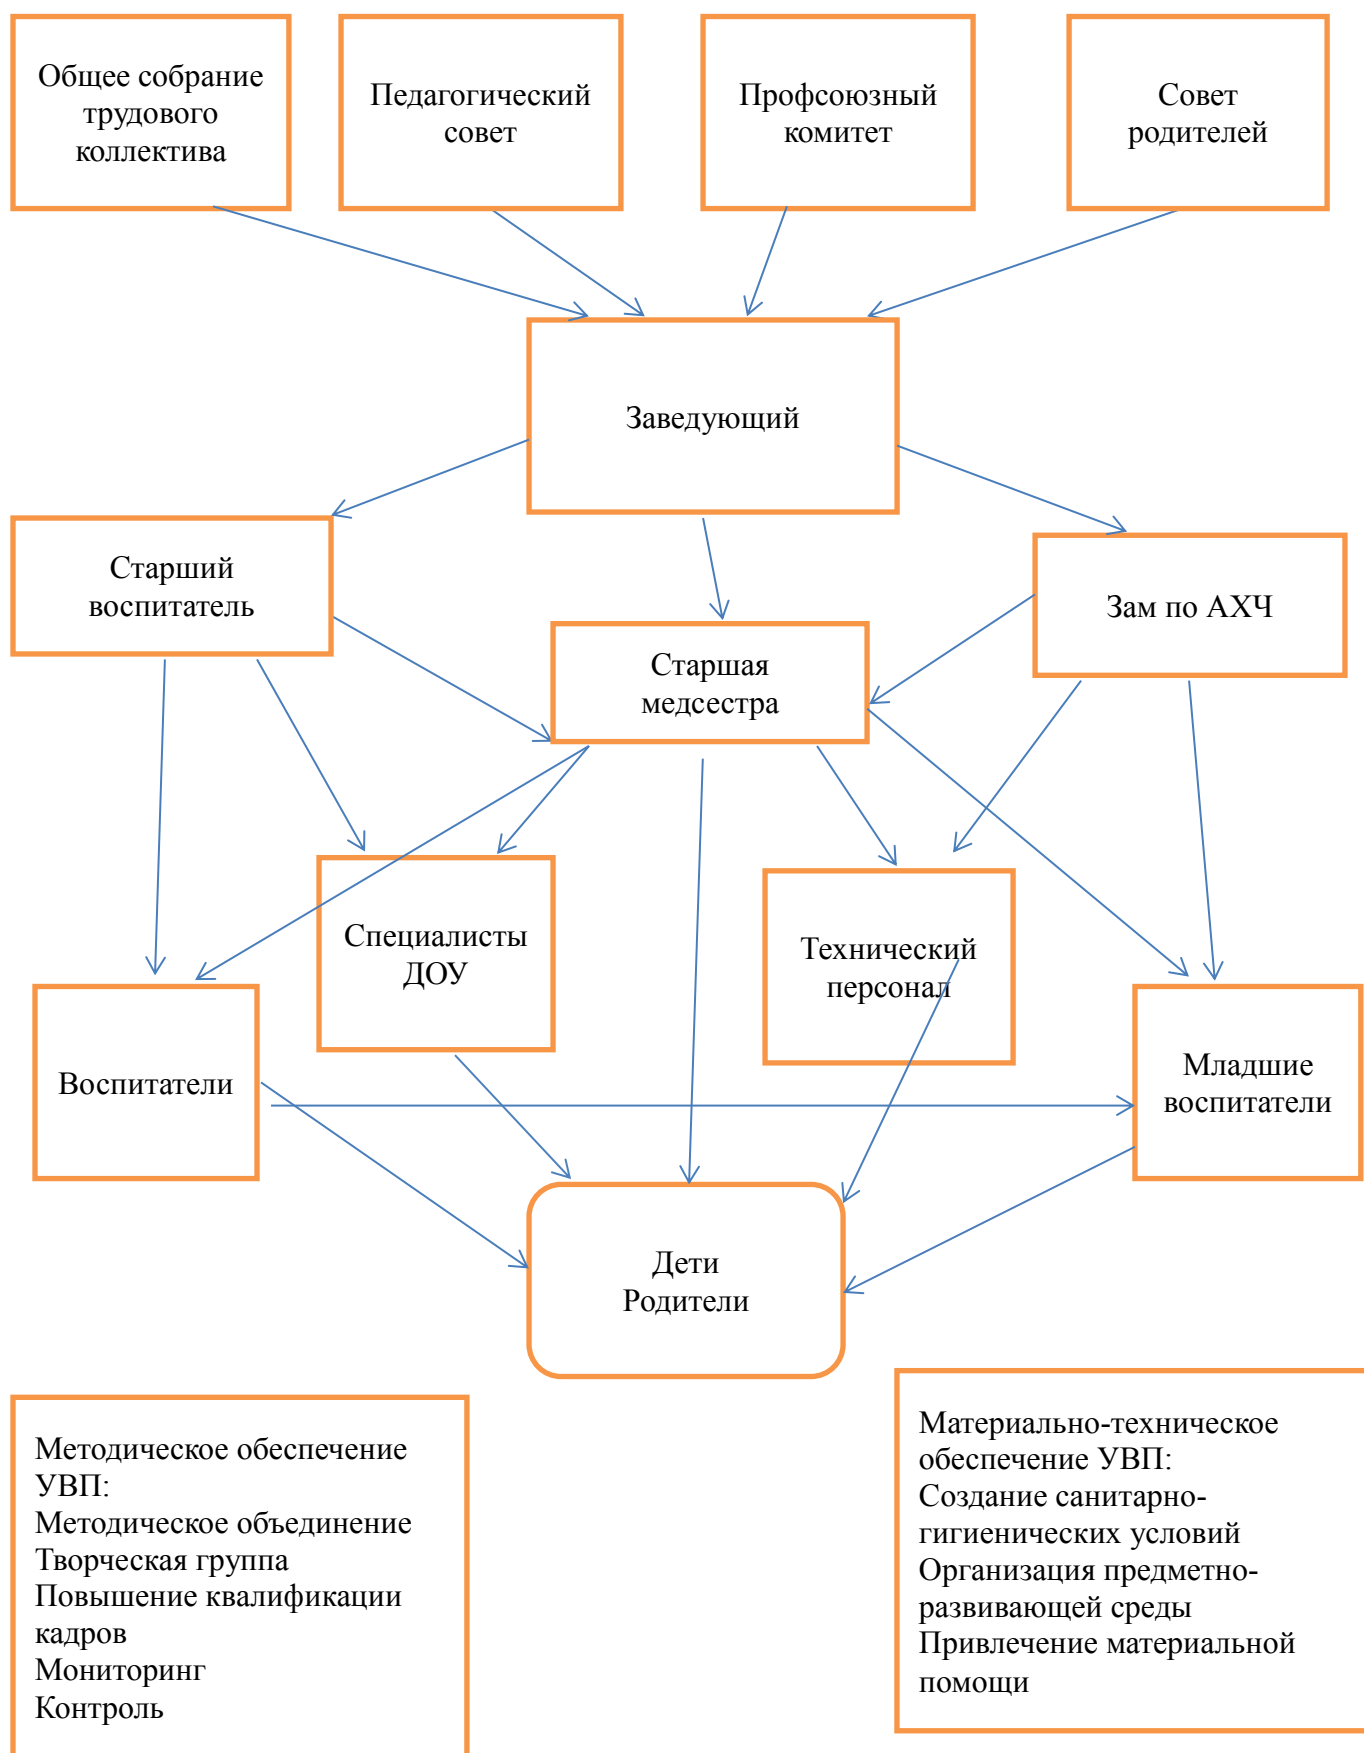 Общее собрание
трудового
коллектива
Педагогический
совет
Профсоюзный
комитет
Совет
родителей
Заведующий
Старший
воспитатель
Старшая
медсестра
Зам по АХЧ
Специалисты
ДОУ
Технический
персонал
Воспитатели
Младшие
воспитатели
Дети
Родители
Методическое обеспечение
УВП:
Методическое объединение
Творческая группа
Повышение квалификации
кадров
Мониторинг
Контроль
Материально-техническое
обеспечение УВП:
Создание санитарно-
гигиенических условий
Организация предметно-
развивающей среды
Привлечение материальной
помощи